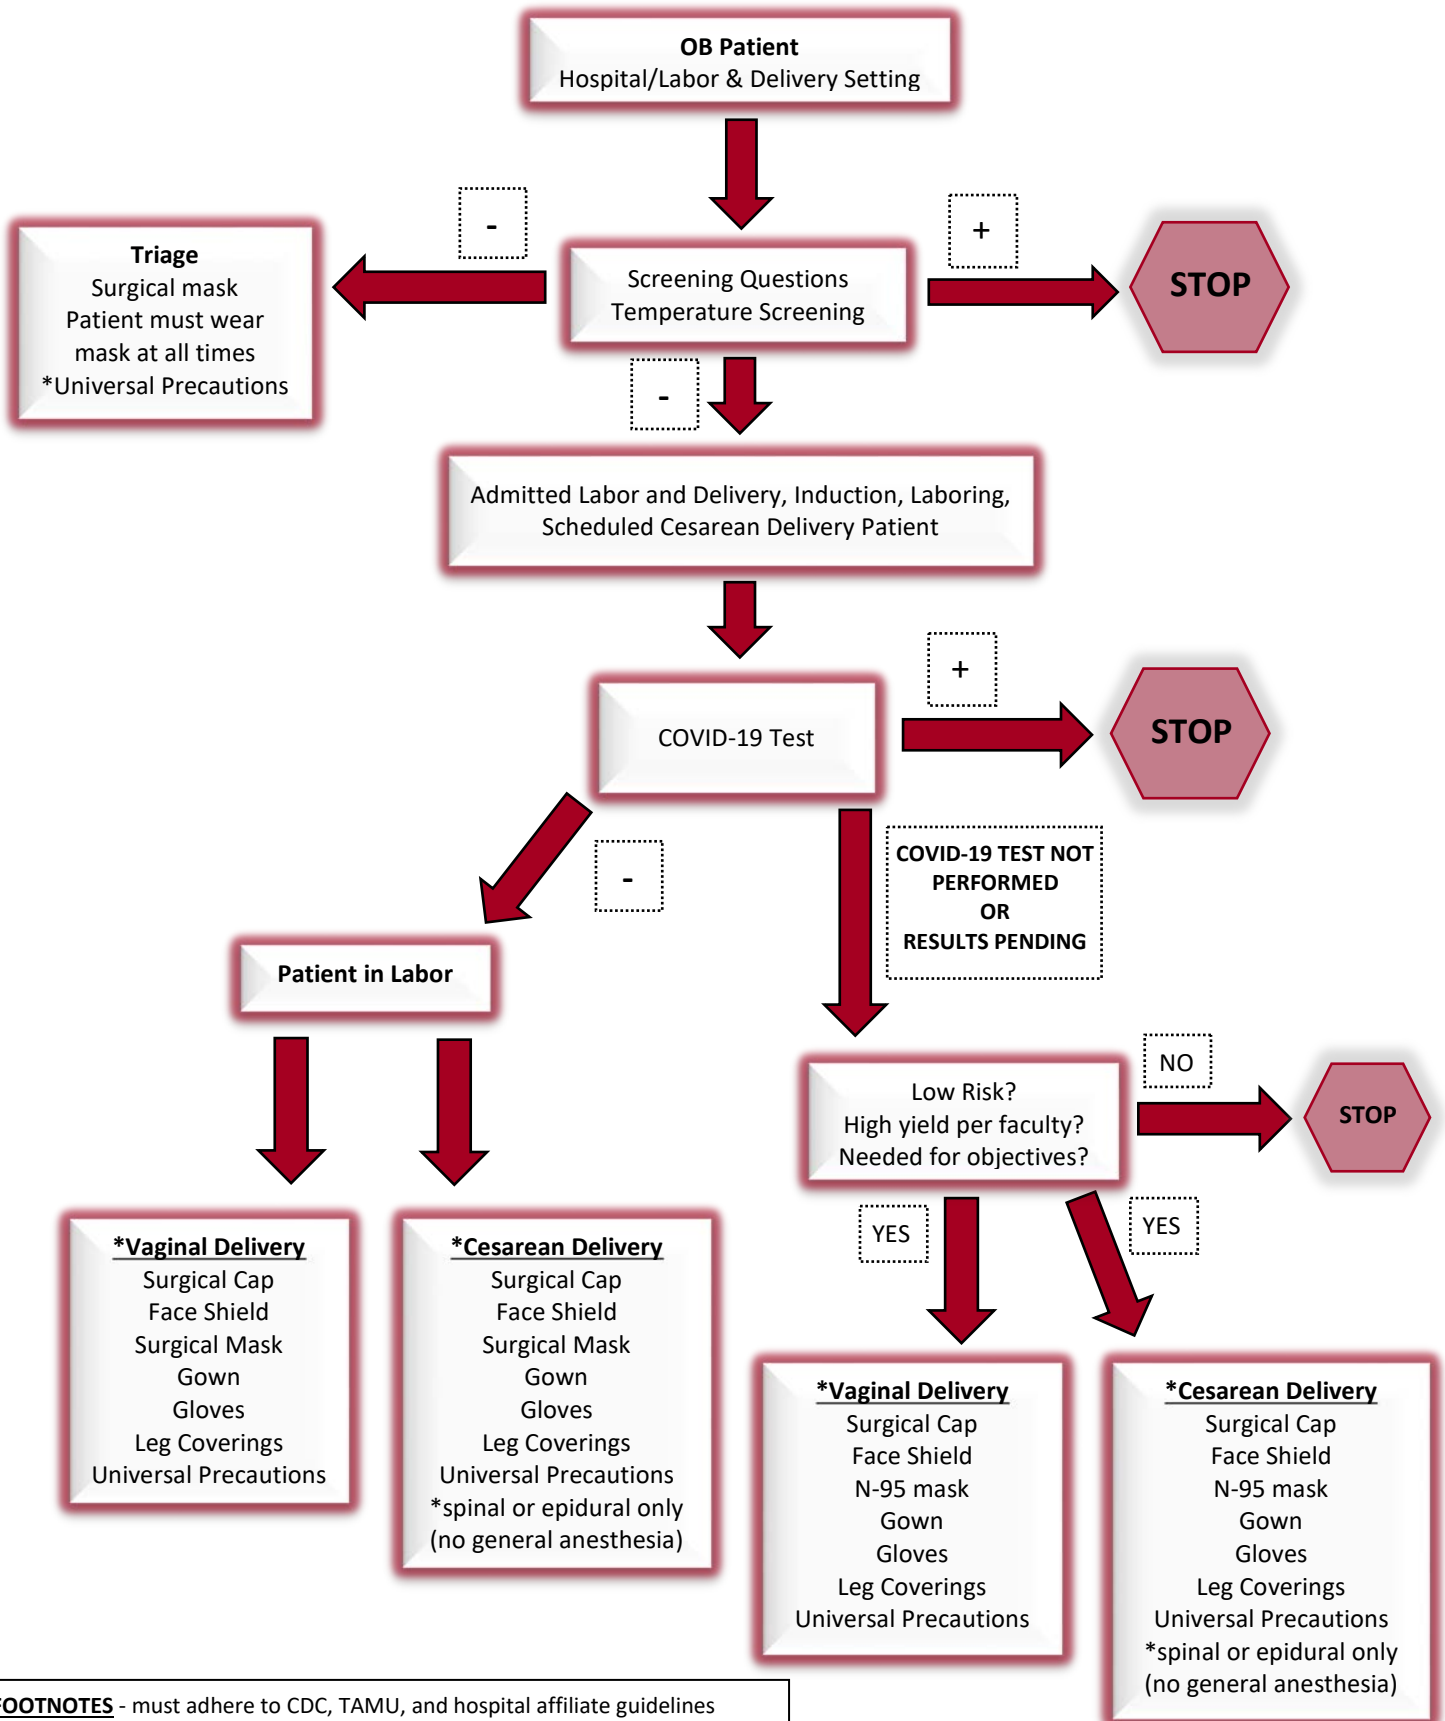 OB Patient
Hospital/Labor & Delivery Setting
-
+
Triage
Surgical mask
Patient must wear
mask at all times
*Universal Precautions
Screening Questions
Temperature Screening
STOP
-
Admitted Labor and Delivery, Induction, Laboring,
Scheduled Cesarean Delivery Patient
+
COVID-19 Test
STOP
-
COVID-19 TEST NOT
PERFORMED
OR
RESULTS PENDING
Patient in Labor
Low Risk?
High yield per faculty?
Needed for objectives?
NO
STOP
YES
YES
*Vaginal Delivery
Surgical Cap
Face Shield
Surgical Mask
Gown
Gloves
Leg Coverings
Universal Precautions
*Cesarean Delivery
Surgical Cap
Face Shield
Surgical Mask
Gown
Gloves
Leg Coverings
Universal Precautions
*spinal or epidural only
(no general anesthesia)
*Vaginal Delivery
Surgical Cap
Face Shield
N-95 mask
Gown
Gloves
Leg Coverings
Universal Precautions
*Cesarean Delivery
Surgical Cap
Face Shield
N-95 mask
Gown
Gloves
Leg Coverings
Universal Precautions
*spinal or epidural only
(no general anesthesia)
FOOTNOTES - must adhere to CDC, TAMU, and hospital affiliate guidelines